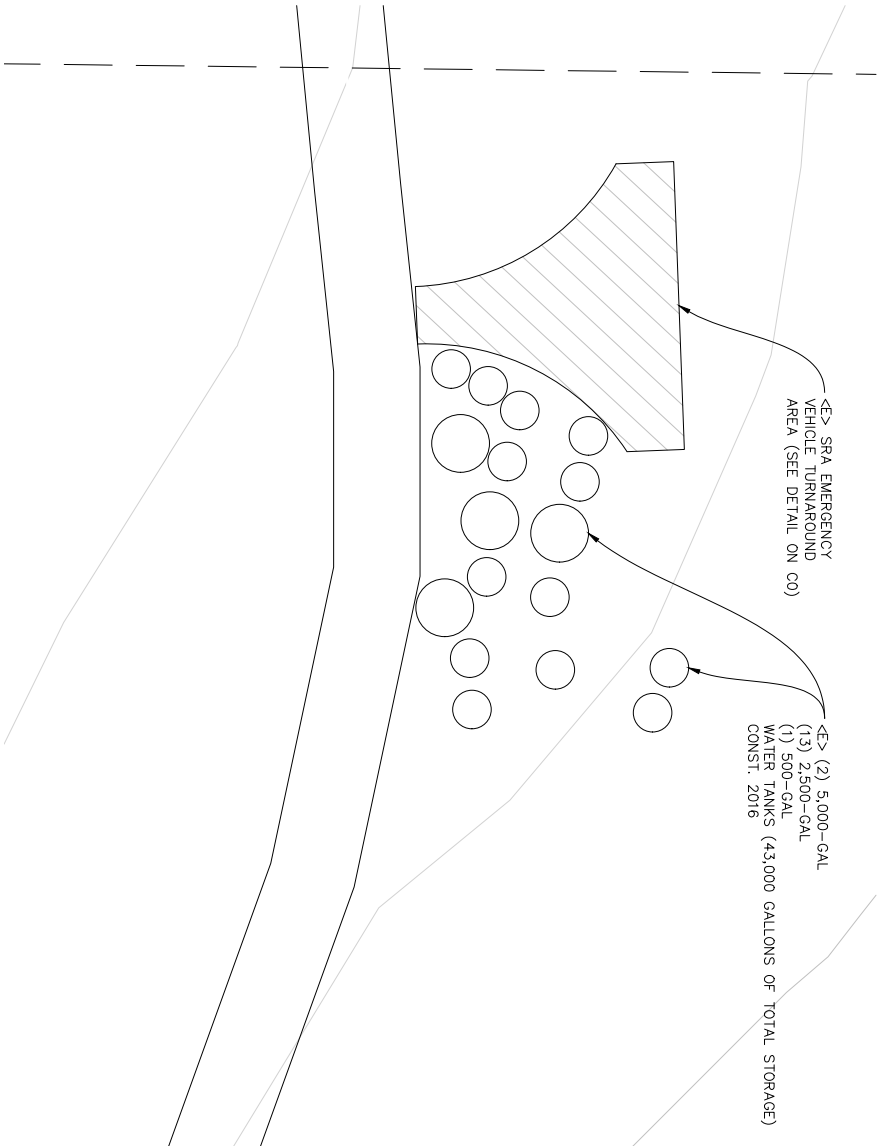 <E> SRA EMERGENCY
VEHICLE TURNAROUND
AREA (SEE DETAIL ON C0)
<E> (2) 5,000-GAL
(13) 2,500-GAL
(1) 500-GAL
WATER TANKS (43,000 GALLONS OF TOTAL STORAGE)
CONST. 2016